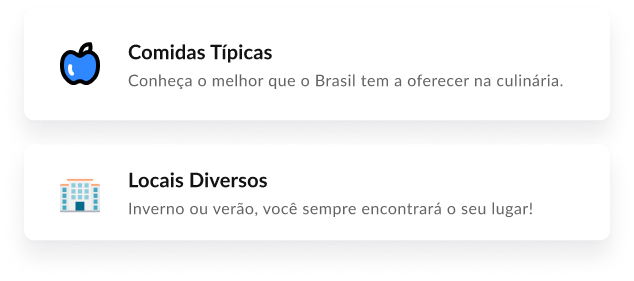 Comidas Típicas
Conheça o melhor que o Brasil tem a oferecer na culinária.
Locais Diversos
Inverno ou verão, você sempre encontrará o seu lugar!